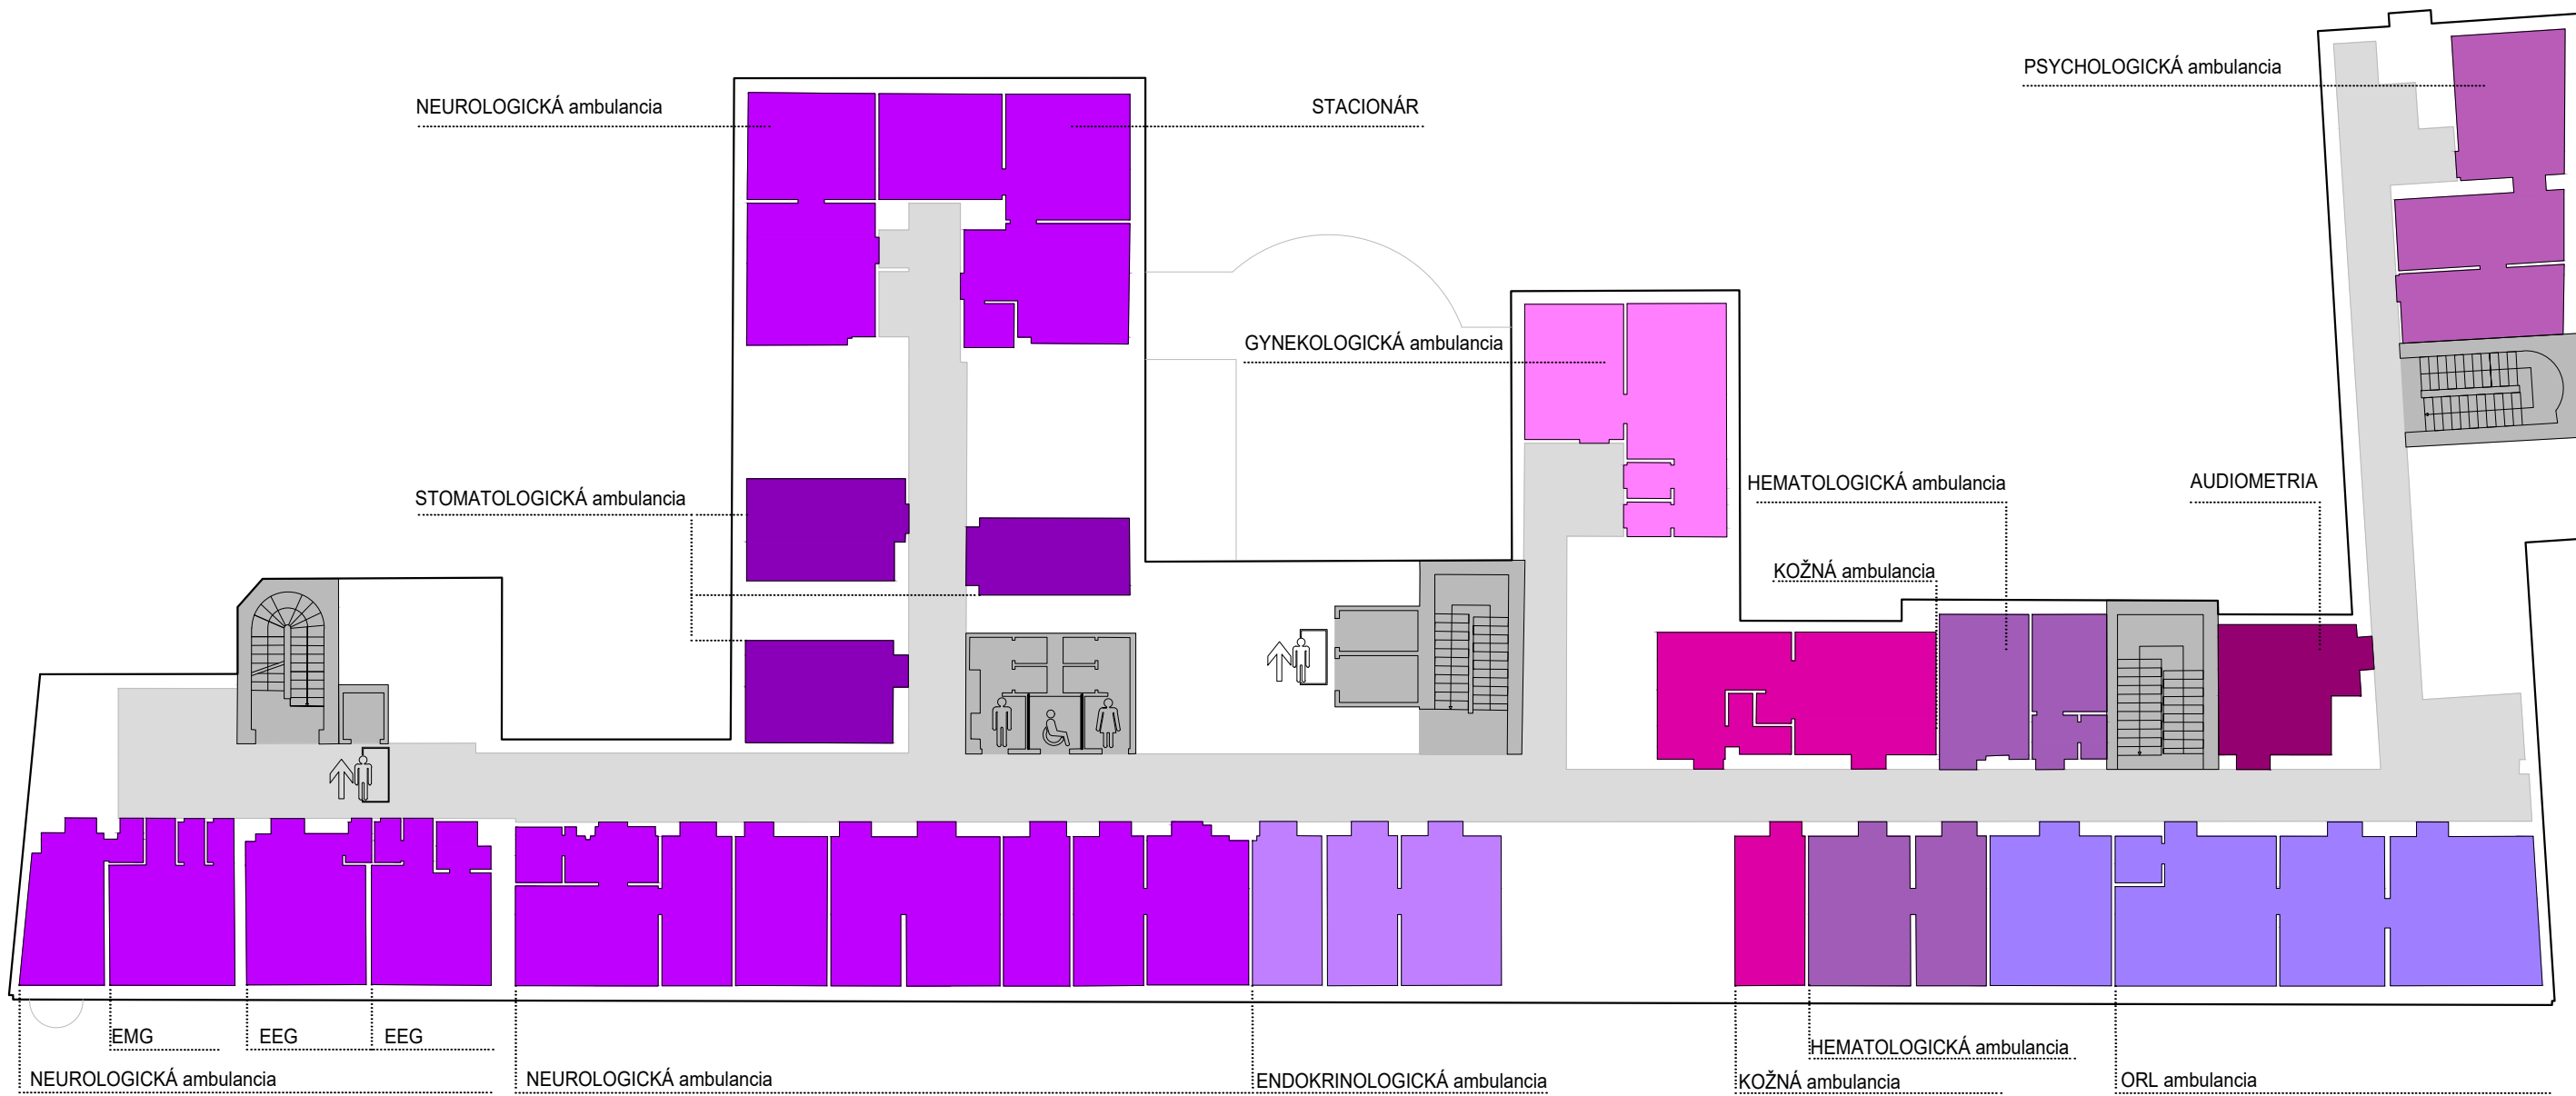 PSYCHOLOGICKÁ ambulancia
NEUROLOGICKÁ ambulancia
STACIONÁR
GYNEKOLOGICKÁ ambulancia
STOMATOLOGICKÁ ambulancia
HEMATOLOGICKÁ ambulancia
AUDIOMETRIA
KOŽNÁ ambulancia
EMG
EEG
EEG
HEMATOLOGICKÁ ambulancia
NEUROLOGICKÁ ambulancia
NEUROLOGICKÁ ambulancia
ENDOKRINOLOGICKÁ ambulancia
KOŽNÁ ambulancia
ORL ambulancia